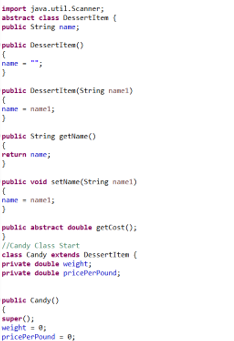 import java.util.Scanner;
abstract class DessertItem {
public String name;
public DessertItem()
{
name = "";
}
public DessertItem(String name1)
{
name = name1;
}
public String getName()
{
return name;
}
public void setName(String name1)
{
name = name1;
}
public abstract double getCost();
}
//Candy Class Start
class Candy extends DessertItem {
private double weight;
private double pricePerPound;
public Candy()
{
super();
weight = 0;
pricePerPound = 0;